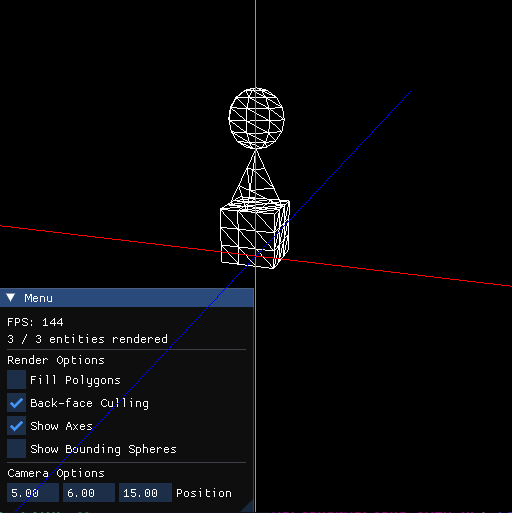 Menu
FPS: 144
3 / 3 entities rendered
Render Options
Fill Polygons
Back-face Culling
Show Axes
Show Bounding Spheres
Camera Options
5.00 6.00 15.00 Position